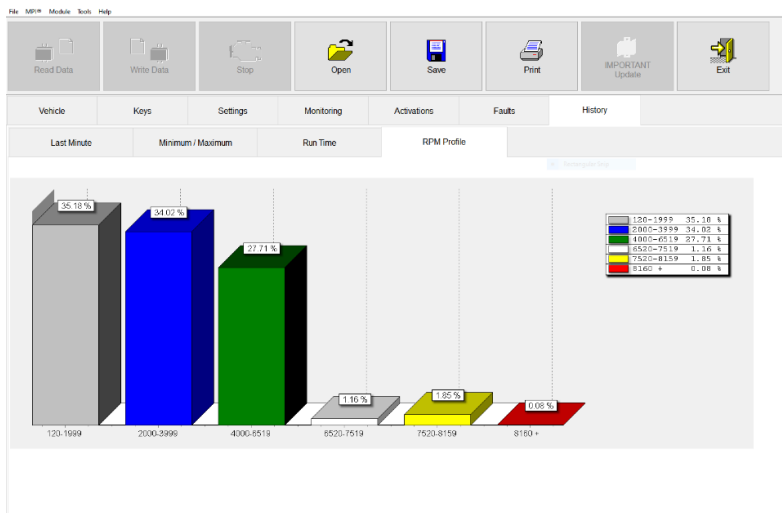 File MPI® Module Tools Help
Read Data Write Data Stop Open Save Print IMPORTANT Update Exit
Vehicle Keys Settings Monitoring Activations Faults History
Last Minute Minimum / Maximum Run Time RPM Profile
35.18 %
34.02 %
27.71 %
1.16 %
1.85 %
0.08 %
120-1999 35.18 %
2000-3999 34.02 %
4000-6519 27.71 %
6520-7519 1.16 %
7520-8159 1.85 %
8160 + 0.08 %
120-1999 2000-3999 4000-6519 6520-7519 7520-8159 8160 +